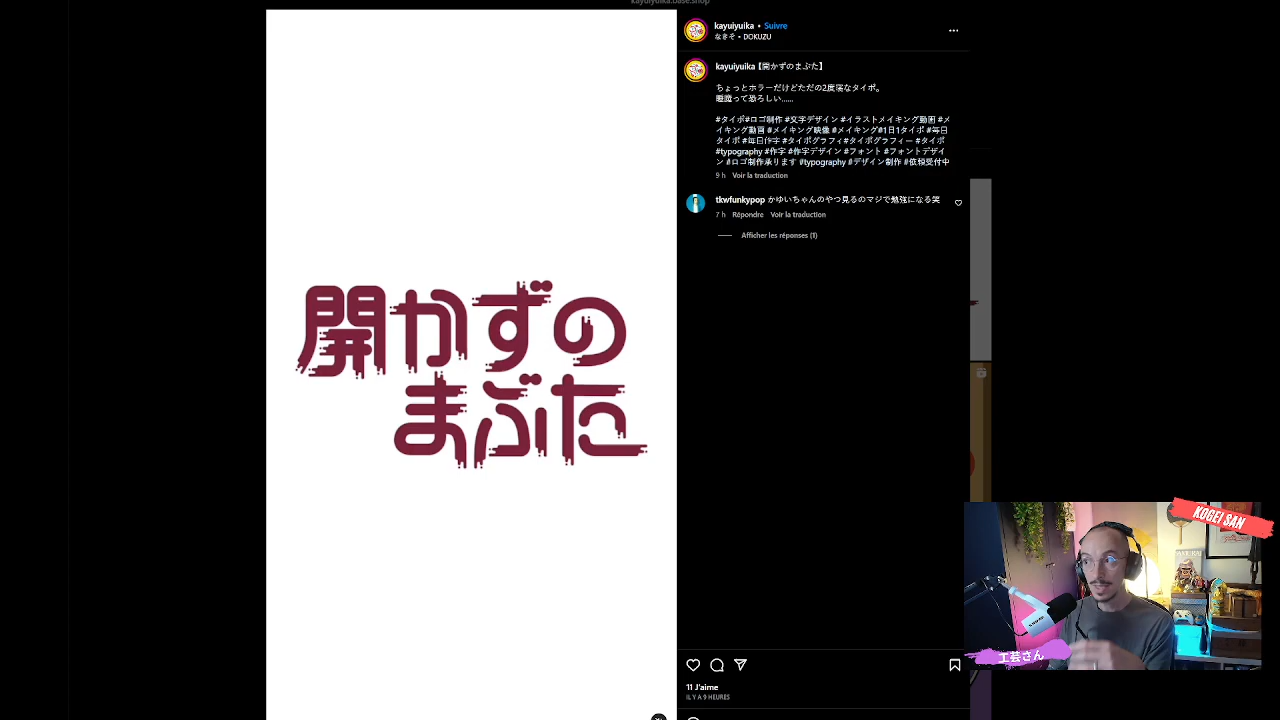 kayuiyuika.base.shop
kayuiyuika • Suivre
なきそ • DOKUZU
kayuiyuika【開かずのまぶた】
ちょっとホラーだけどただの2度寝なタイポ。
睡魔って恐ろしい......
#タイポ#ロゴ制作 #文字デザイン #イラストメイキング動画 #メ
イキング動画 #メイキング映像 #メイキング#1日1タイポ #毎日
タイポ #毎日作字 #タイポグラフィ#タイポグラフィー #タイポ
#typography #作字 #作字デザイン #フォント #フォントデザイ
ン #ロゴ制作承ります #typography #デザイン制作 #依頼受付中
9 h Voir la traduction
tkwfunkypop かゆいちゃんのやつ見るのマジで勉強になる笑
7 h Répondre Voir la traduction
Afficher les réponses (1)
開かずの
まぶた
KOGEI SAN
工芸さん
11 J’aime
IL Y A 9 HEURES